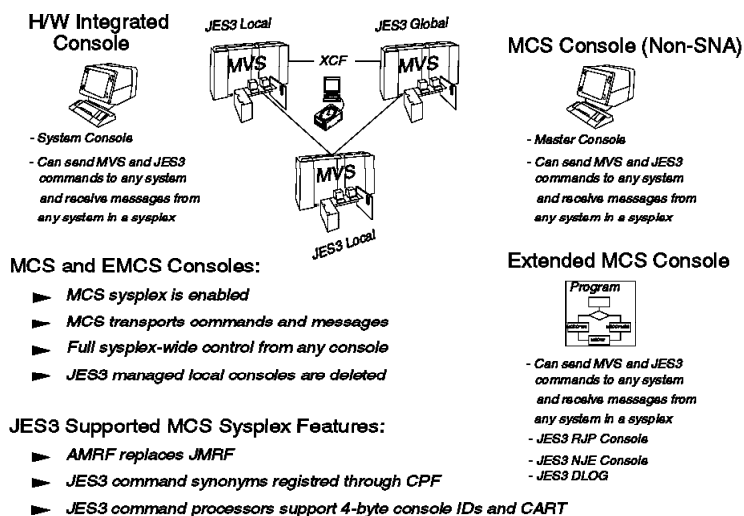 H/W Integrated
Console
- System Console
- Can send MVS and JES3
commands to any system
and receive messages from
any system in a sysplex
JES3 Local
JES3 Global
MVS
XCF
MVS
MVS
JES3 Local
MCS Console (Non-SNA)
- Master Console
- Can send MVS and JES3
commands to any system
and receive messages from
any system in a sysplex
MCS and EMCS Consoles:
MCS sysplex is enabled
MCS transports commands and messages
Full sysplex-wide control from any console
JES3 managed local consoles are deleted
Extended MCS Console
Program
- Can send MVS and JES3
commands to any system
and receive messages from
any system in a sysplex
- JES3 RJP Console
- JES3 NJE Console
- JES3 DLOG
JES3 Supported MCS Sysplex Features:
AMRF replaces JMRF
JES3 command synonyms registred through CPF
JES3 command processors support 4-byte console IDs and CART